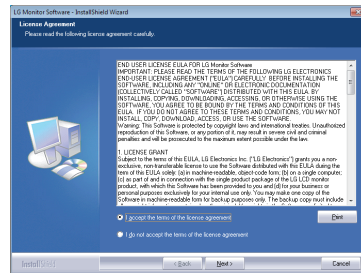 LG Monitor Software - InstallShield Wizard
License Agreement
Please read the following license agreement carefully.
END USER LICENSE EULA FOR LG Monitor Software
IMPORTANT: PLEASE READ THE TERMS OF THE FOLLOWING LG ELECTRONICS
END-USER LICENSE AGREEMENT ("EULA") CAREFULLY BEFORE INSTALLING THE
SOFTWARE, INCLUDING ANY "ONLINE" OR ELECTRONIC DOCUMENTATION
(COLLECTIVELY CALLED "SOFTWARE") DISTRIBUTED WITH THIS EULA. BY
INSTALLING, COPYING, DOWNLOADING, ACCESSING, OR OTHERWISE USING THE
SOFTWARE, YOU AGREE TO BE BOUND BY THE TERMS AND CONDITIONS OF THIS
EULA. IF YOU DO NOT AGREE TO THESE TERMS AND CONDITIONS, YOU MAY NOT
INSTALL, COPY, DOWNLOAD, ACCESS, OR USE THE SOFTWARE.
Warning: This Software is protected by copyright laws and international treaties. Unauthorized
reproduction of this Software, or any portion of it, may result in severe civil and criminal
penalties and will be prosecuted to the maximum extent possible under the law.
1. LICENSE GRANT
Subject to the terms of this EULA, LG Electronics Inc. ("LG Electronics") grants you a non-
exclusive, non-transferable license to use the Software distributed with this EULA during the
term of this EULA solely: (a) in machine-readable, object-code form; (b) on a single computer;
(c) as part of and in connection with the single product package of the LG LCD monitor
product, with which the Software has been provided to you and (d) for your business or
personal purposes exclusively for your internal use only. You may make one copy of the
Software in machine-readable form for backup purposes only. The backup copy must include
I accept the terms of the license agreement
Print
I do not accept the terms of the license agreement
InstallShield
< Back
Next >
Cancel